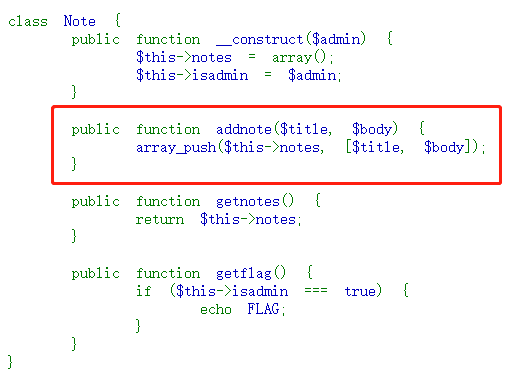 class Note {
public function __construct($admin) {
$this->notes = array();
$this->isadmin = $admin;
}
public function addnote($title, $body) {
array_push($this->notes, [$title, $body]);
}
public function getnotes() {
return $this->notes;
}
public function getflag() {
if ($this->isadmin === true) {
echo FLAG;
}
}
}